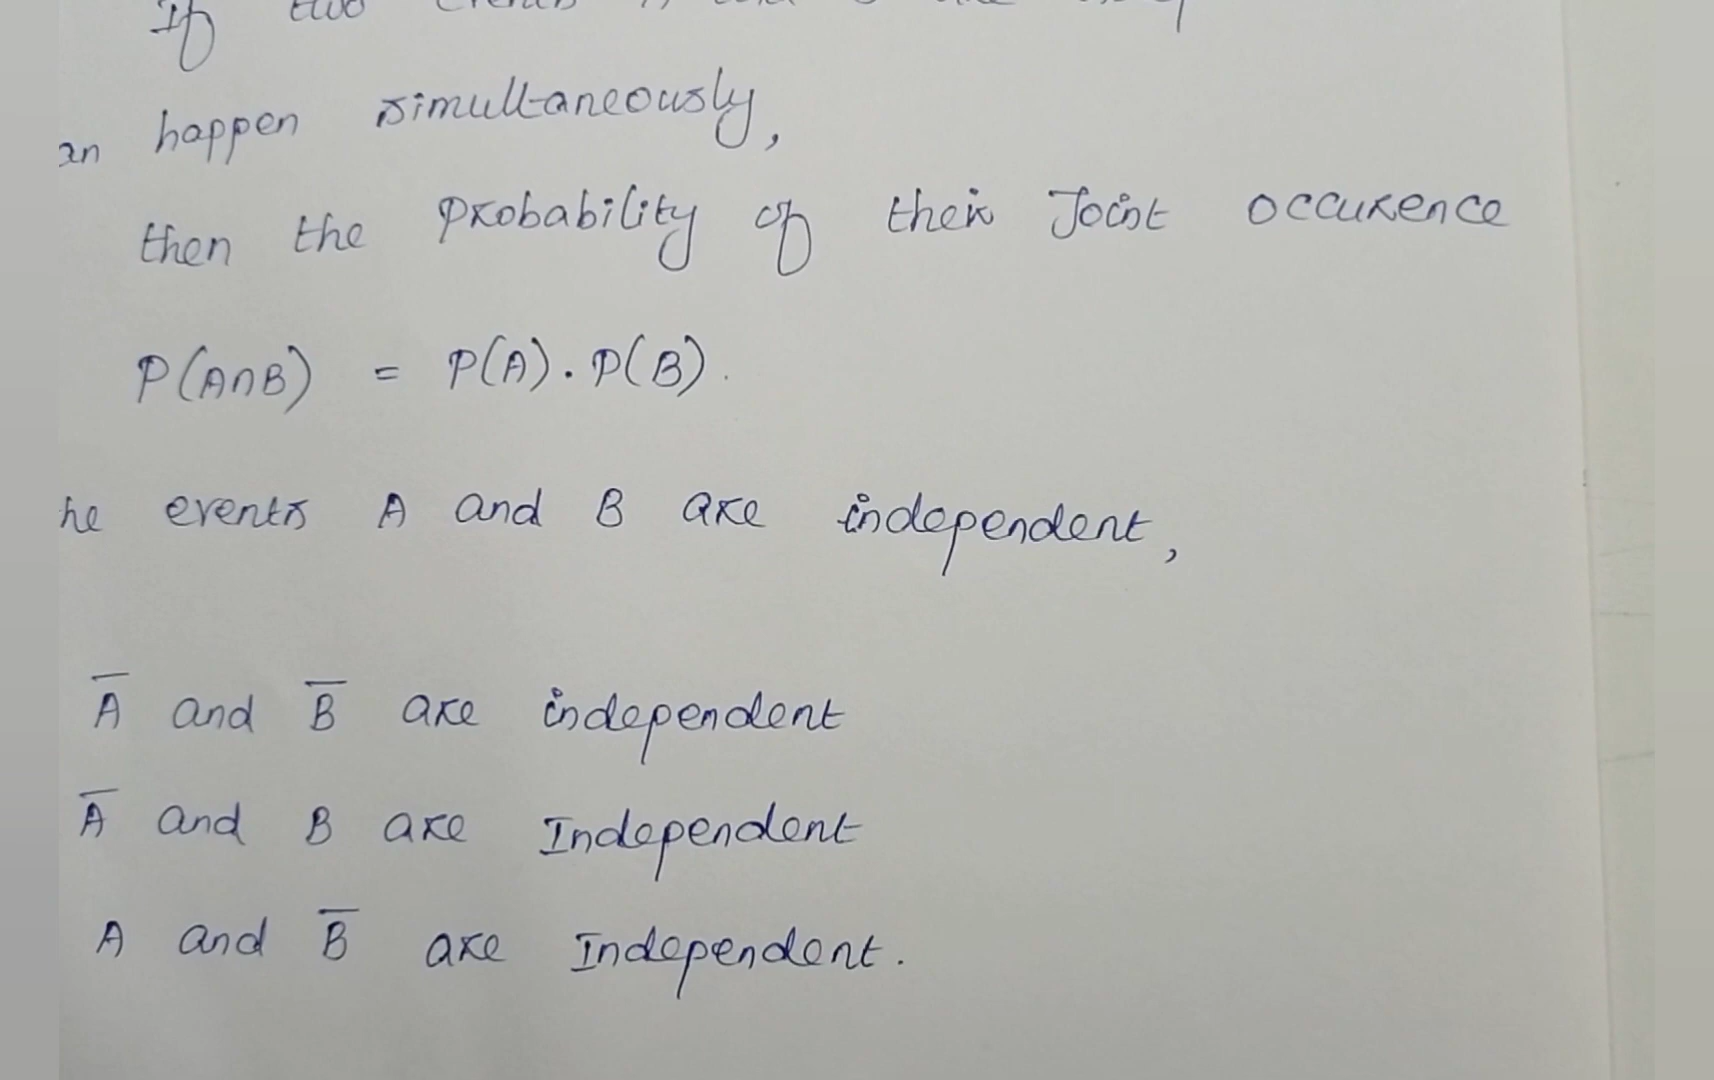 If two
an happen simultaneously,
then the probability of their Joint occurence
P(A∩B) = P(A). P(B).
he events A and B are independent,
A̅ and B̅ are independent
A̅ and B are Independent
A and B̅ are Independent.